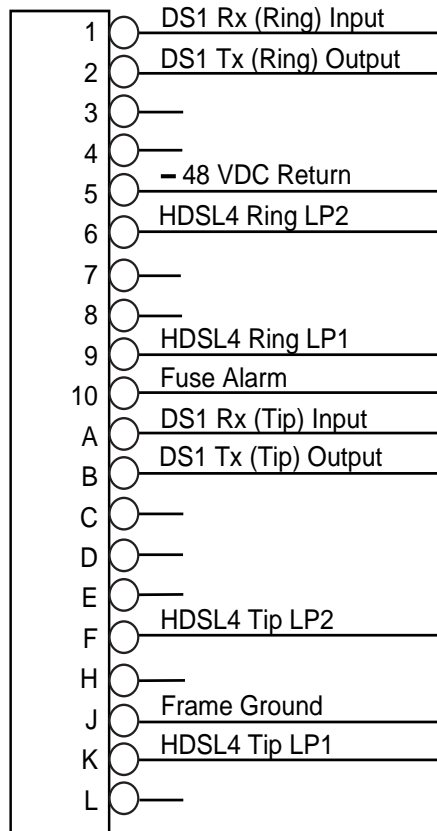 1 DS1 Rx (Ring) Input
2 DS1 Tx (Ring) Output
3
4
5 – 48 VDC Return
6 HDSL4 Ring LP2
7
8
9 HDSL4 Ring LP1
10 Fuse Alarm
A DS1 Rx (Tip) Input
B DS1 Tx (Tip) Output
C
D
E
F HDSL4 Tip LP2
H
J Frame Ground
K HDSL4 Tip LP1
L